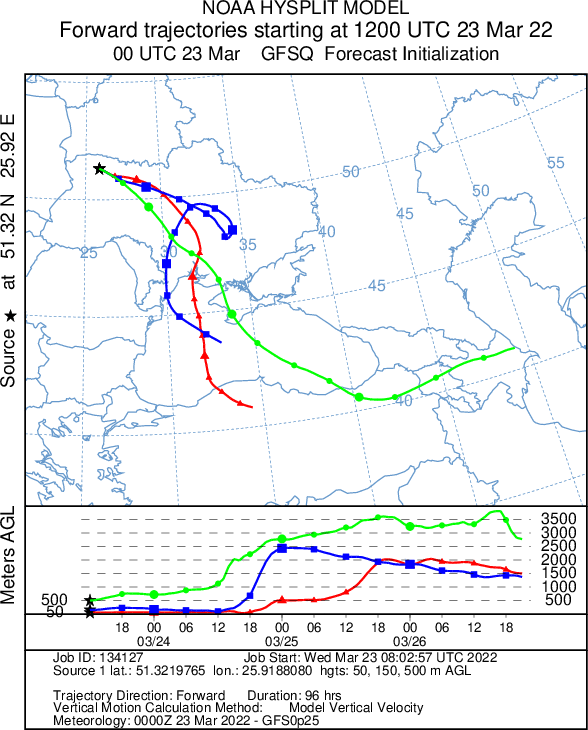 NOAA HYSPLIT MODEL
Forward trajectories starting at 1200 UTC 23 Mar 22
00 UTC 23 Mar GFSQ Forecast Initialization
Source ★ at 51.32 N 25.92 E
0
55
50
50
45
40
35
30
25
45
45
40
Meters AGL
500
50
3500
3000
2500
2000
1500
1000
500
18 00 06 12 18 00 06 12 18 00 06 12 18
03/24 03/25 03/26
Job ID: 134127 Job Start: Wed Mar 23 08:02:57 UTC 2022
Source 1 lat.: 51.3219765 lon.: 25.9188080 hgts: 50, 150, 500 m AGL
Trajectory Direction: Forward Duration: 96 hrs
Vertical Motion Calculation Method: Model Vertical Velocity
Meteorology: 0000Z 23 Mar 2022 - GFS0p25